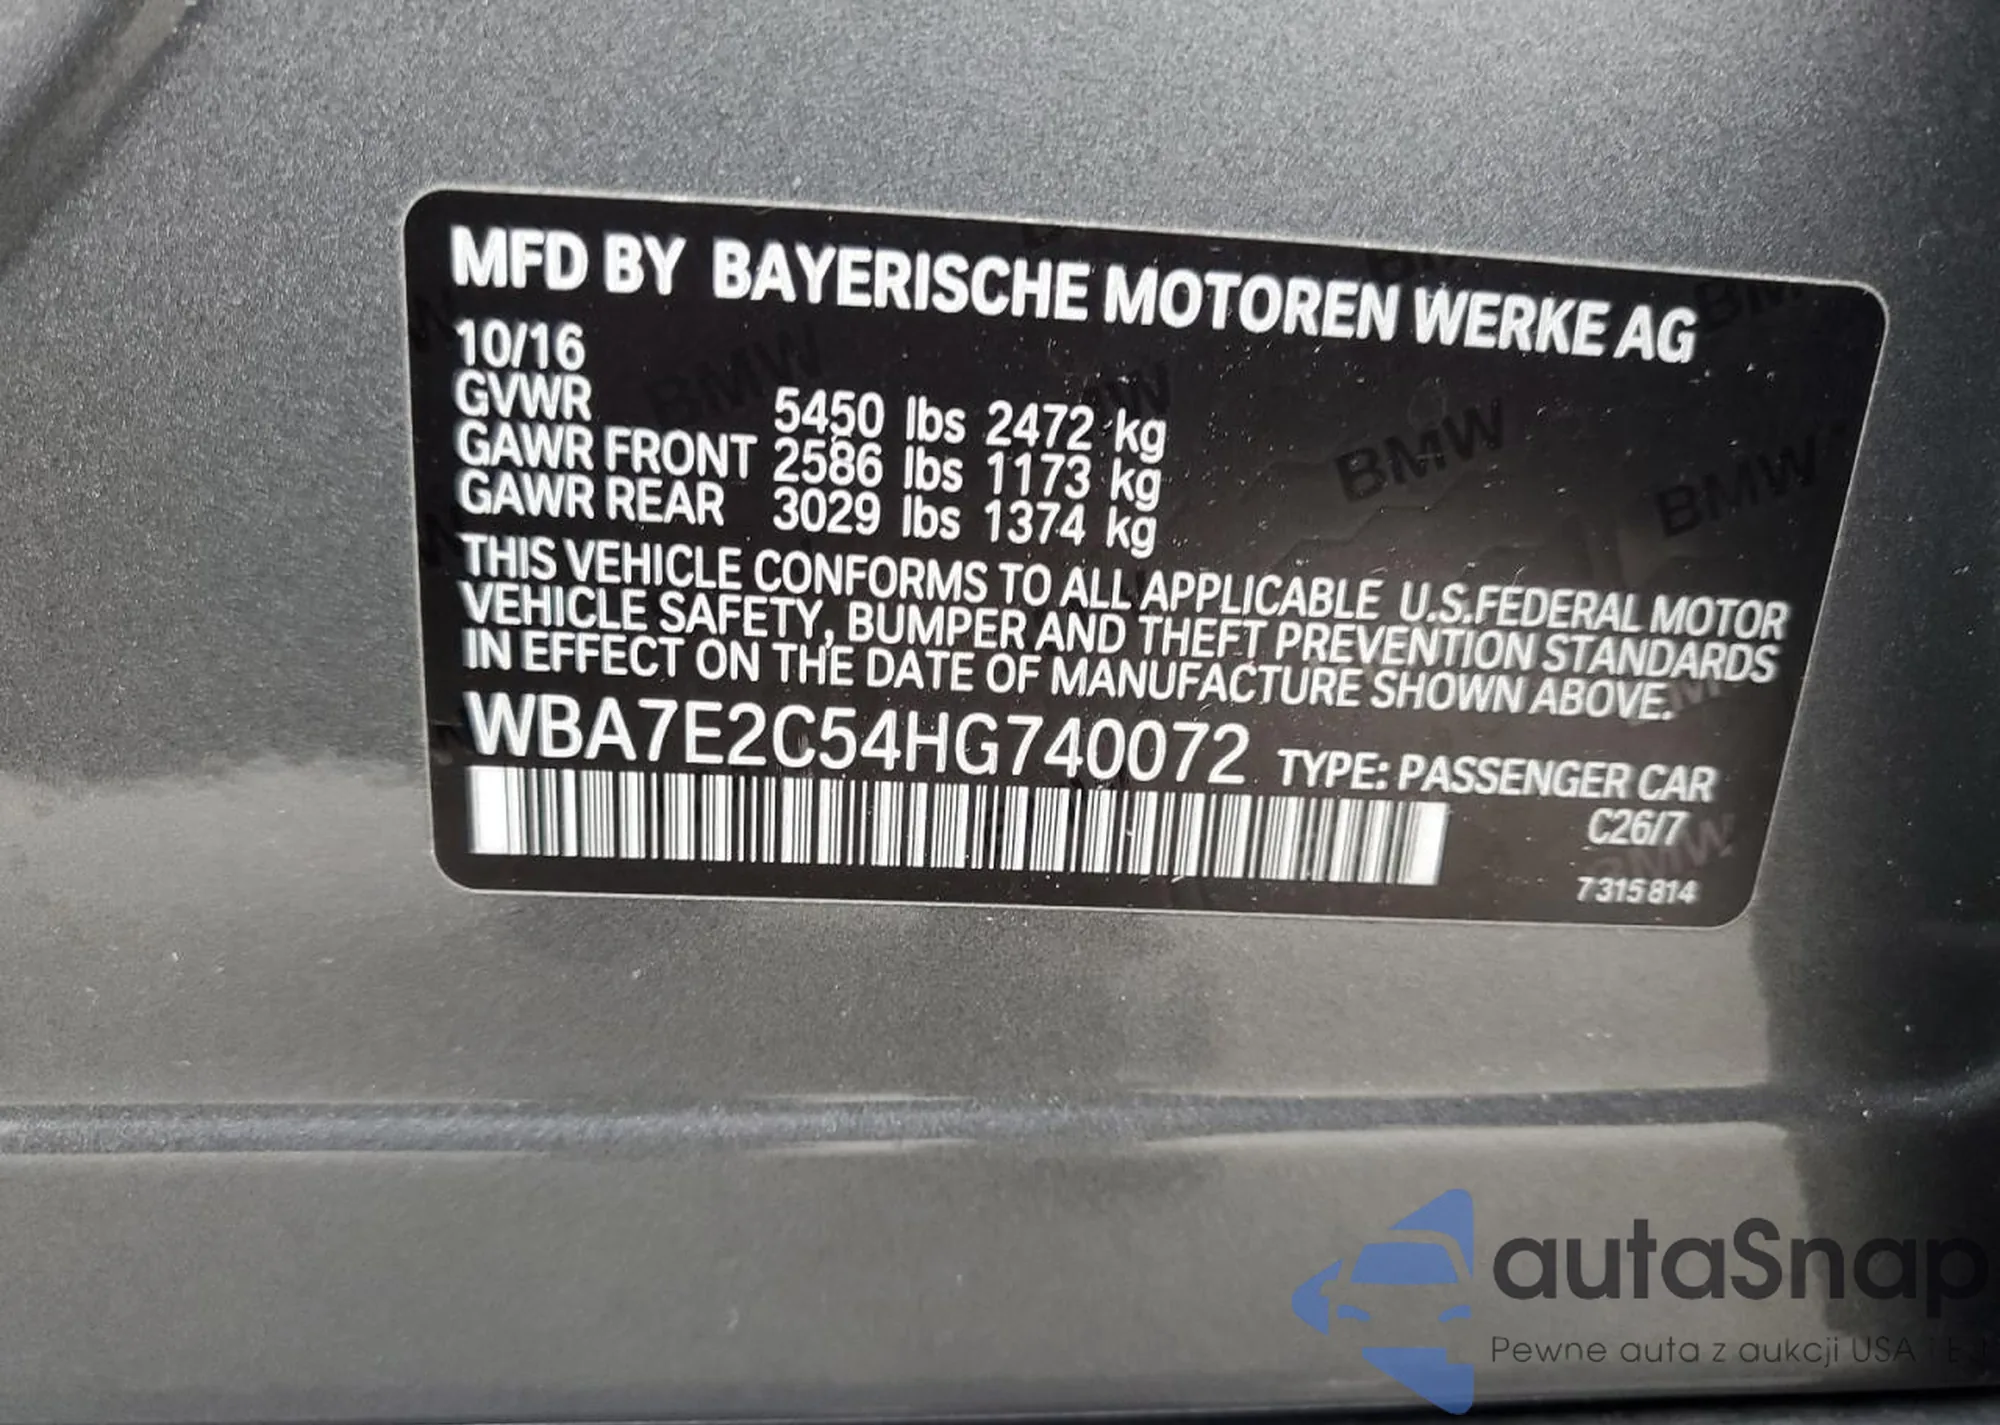 MFD BY BAYERISCHE MOTOREN WERKE AG
10/16
GVWR 5450 lbs 2472 kg
GAWR FRONT 2586 lbs 1173 kg
GAWR REAR 3029 lbs 1374 kg
THIS VEHICLE CONFORMS TO ALL APPLICABLE U.S.FEDERAL MOTOR
VEHICLE SAFETY, BUMPER AND THEFT PREVENTION STANDARDS
IN EFFECT ON THE DATE OF MANUFACTURE SHOWN ABOVE.
WBA7E2C54HG740072 TYPE: PASSENGER CAR
C26/7
7 315 814
autaSnap
Pewne auta z aukcji USA i